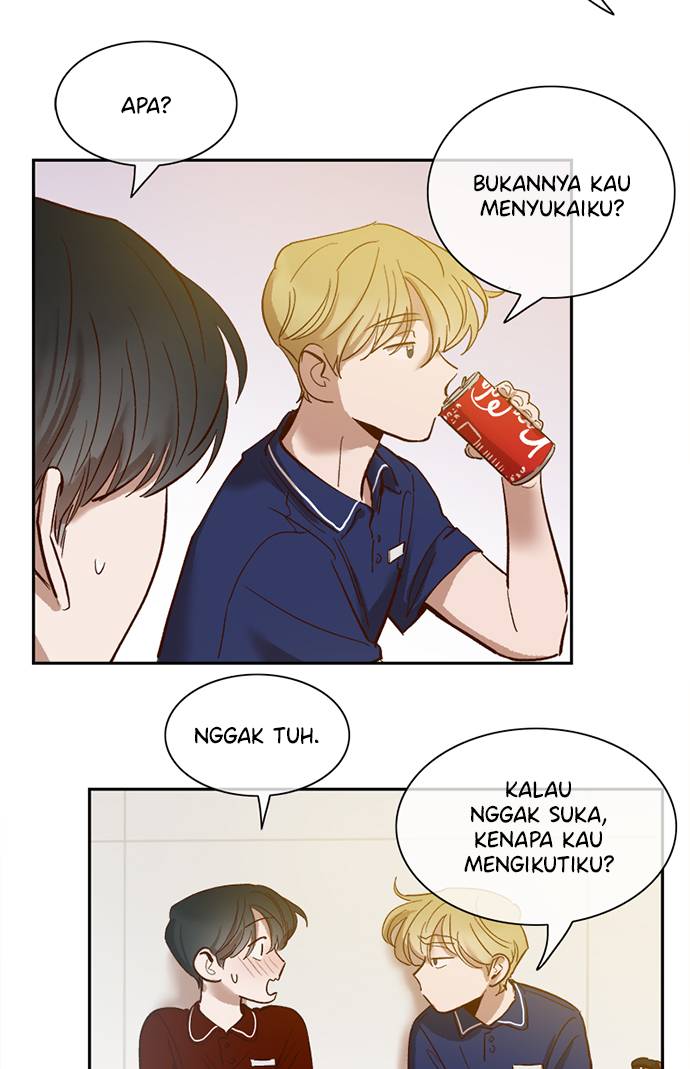 APA?
BUKANNYA KAU
MENYUKAIKU?
NGGAK TUH.
KALAU
NGGAK SUKA,
KENAPA KAU
MENGIKUTIKU?